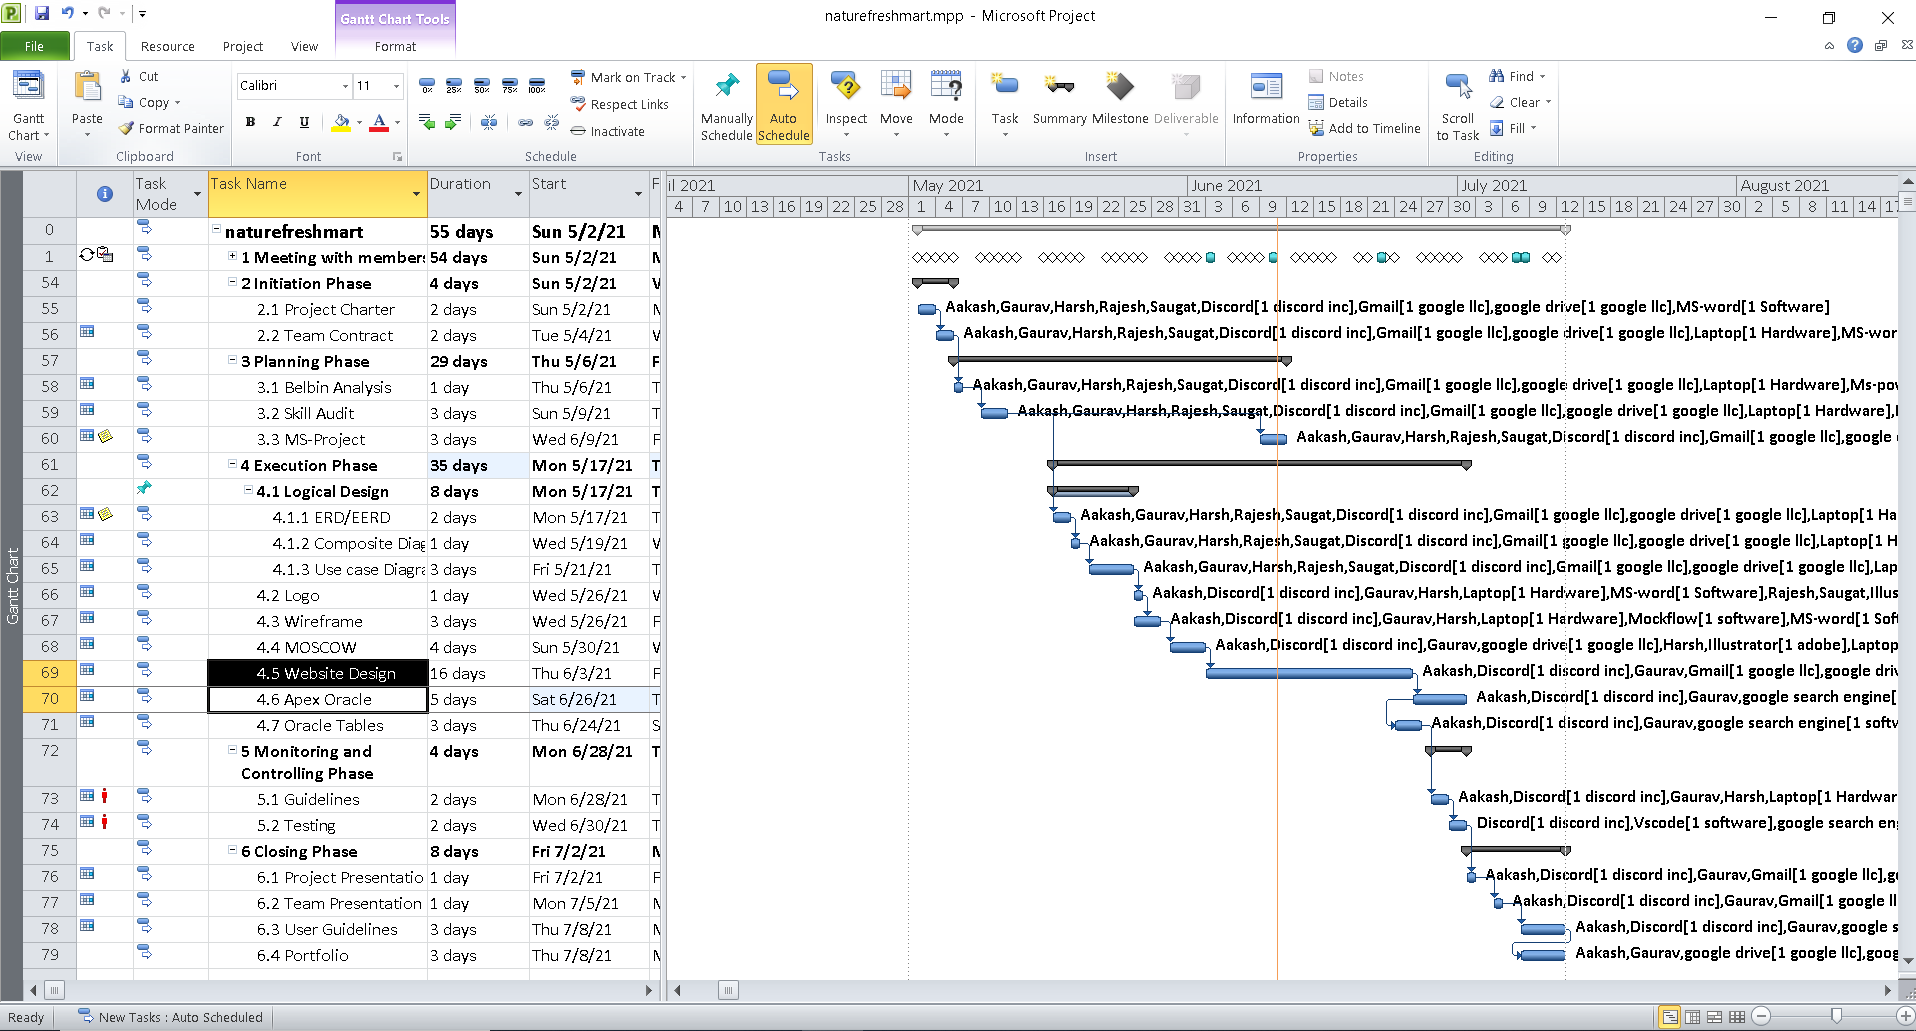 naturefreshmart.mpp - Microsoft Project
Gantt Chart Tools
File Task Resource Project View Format
Gantt Chart
View
Paste
Cut
Copy
Format Painter
Clipboard
Calibri 11
B I U A
Font
0% 25% 50% 75% 100%
Mark on Track
Respect Links
Inactivate
Schedule
Manually Schedule
Auto Schedule
Inspect
Move
Mode
Tasks
Task
Summary
Milestone
Deliverable
Insert
Information
Notes
Details
Add to Timeline
Properties
Scroll to Task
Find
Clear
Fill
Editing
Task Mode Task Name Duration Start F
il 2021 May 2021 June 2021 July 2021 August 2021
4 7 10 13 16 19 22 25 28 1 4 7 10 13 16 19 22 25 28 31 3 6 9 12 15 18 21 24 27 30 3 6 9 12 15 18 21 24 27 30 2 5 8 11 14 17
Gantt Chart
0 naturefreshmart 55 days Sun 5/2/21 M
1 1 Meeting with members 54 days Sun 5/2/21 M
54 2 Initiation Phase 4 days Sun 5/2/21 W
55 2.1 Project Charter 2 days Sun 5/2/21 M Aakash,Gaurav,Harsh,Rajesh,Saugat,Discord[1 discord inc],Gmail[1 google llc],google drive[1 google llc],MS-word[1 Software]
56 2.2 Team Contract 2 days Tue 5/4/21 W Aakash,Gaurav,Harsh,Rajesh,Saugat,Discord[1 discord inc],Gmail[1 google llc],google drive[1 google llc],Laptop[1 Hardware],MS-wor
57 3 Planning Phase 29 days Thu 5/6/21 F
58 3.1 Belbin Analysis 1 day Thu 5/6/21 T Aakash,Gaurav,Harsh,Rajesh,Saugat,Discord[1 discord inc],Gmail[1 google llc],google drive[1 google llc],Laptop[1 Hardware],Ms-pov
59 3.2 Skill Audit 3 days Sun 5/9/21 T Aakash,Gaurav,Harsh,Rajesh,Saugat,Discord[1 discord inc],Gmail[1 google llc],google drive[1 google llc],Laptop[1 Hardware],
60 3.3 MS-Project 3 days Wed 6/9/21 F Aakash,Gaurav,Harsh,Rajesh,Saugat,Discord[1 discord inc],Gmail[1 google llc],google
61 4 Execution Phase 35 days Mon 5/17/21 T
62 4.1 Logical Design 8 days Mon 5/17/21 T
63 4.1.1 ERD/EERD 2 days Mon 5/17/21 T Aakash,Gaurav,Harsh,Rajesh,Saugat,Discord[1 discord inc],Gmail[1 google llc],google drive[1 google llc],Laptop[1 Ha
64 4.1.2 Composite Diag 1 day Wed 5/19/21 W Aakash,Gaurav,Harsh,Rajesh,Saugat,Discord[1 discord inc],Gmail[1 google llc],google drive[1 google llc],Laptop[1 H
65 4.1.3 Use case Diagra 3 days Fri 5/21/21 T Aakash,Gaurav,Harsh,Rajesh,Saugat,Discord[1 discord inc],Gmail[1 google llc],google drive[1 google llc],Lap
66 4.2 Logo 1 day Wed 5/26/21 W Aakash,Discord[1 discord inc],Gaurav,Harsh,Laptop[1 Hardware],MS-word[1 Software],Rajesh,Saugat,Illus
67 4.3 Wireframe 3 days Wed 5/26/21 F Aakash,Discord[1 discord inc],Gaurav,Harsh,Laptop[1 Hardware],Mockflow[1 software],MS-word[1 Sof
68 4.4 MOSCOW 4 days Sun 5/30/21 W Aakash,Discord[1 discord inc],Gaurav,google drive[1 google llc],Harsh,Illustrator[1 adobe],Laptop
69 4.5 Website Design 16 days Thu 6/3/21 F Aakash,Discord[1 discord inc],Gaurav,Gmail[1 google llc],google dri
70 4.6 Apex Oracle 5 days Sat 6/26/21 T Aakash,Discord[1 discord inc],Gaurav,google search engine[
71 4.7 Oracle Tables 3 days Thu 6/24/21 S Aakash,Discord[1 discord inc],Gaurav,google search engine[1 softv
72 5 Monitoring and Controlling Phase 4 days Mon 6/28/21 T
73 5.1 Guidelines 2 days Mon 6/28/21 T Aakash,Discord[1 discord inc],Gaurav,Harsh,Laptop[1 Hardwar
74 5.2 Testing 2 days Wed 6/30/21 T Discord[1 discord inc],Vscode[1 software],google search en
75 6 Closing Phase 8 days Fri 7/2/21 M
76 6.1 Project Presentatio 1 day Fri 7/2/21 F Aakash,Discord[1 discord inc],Gaurav,Gmail[1 google llc],go
77 6.2 Team Presentation 1 day Mon 7/5/21 M Aakash,Discord[1 discord inc],Gaurav,Gmail[1 google ll
78 6.3 User Guidelines 3 days Thu 7/8/21 M Aakash,Discord[1 discord inc],Gaurav,google s
79 6.4 Portfolio 3 days Thu 7/8/21 M Aakash,Gaurav,google drive[1 google llc],goog
Ready New Tasks : Auto Scheduled